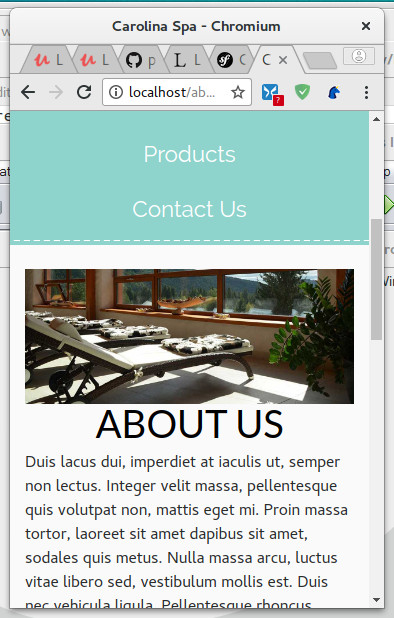 Carolina Spa - Chromium
L L p L C C
localhost/ab...
?
Products
Contact Us
ABOUT US
Duis lacus dui, imperdiet at iaculis ut, semper
non lectus. Integer velit massa, pellentesque
quis volutpat non, mattis eget mi. Proin massa
tortor, laoreet sit amet dapibus sit amet,
sodales quis metus. Nulla massa arcu, luctus
vitae libero sed, vestibulum mollis est. Duis
nec vehicula ligula. Pellentesque rhoncus